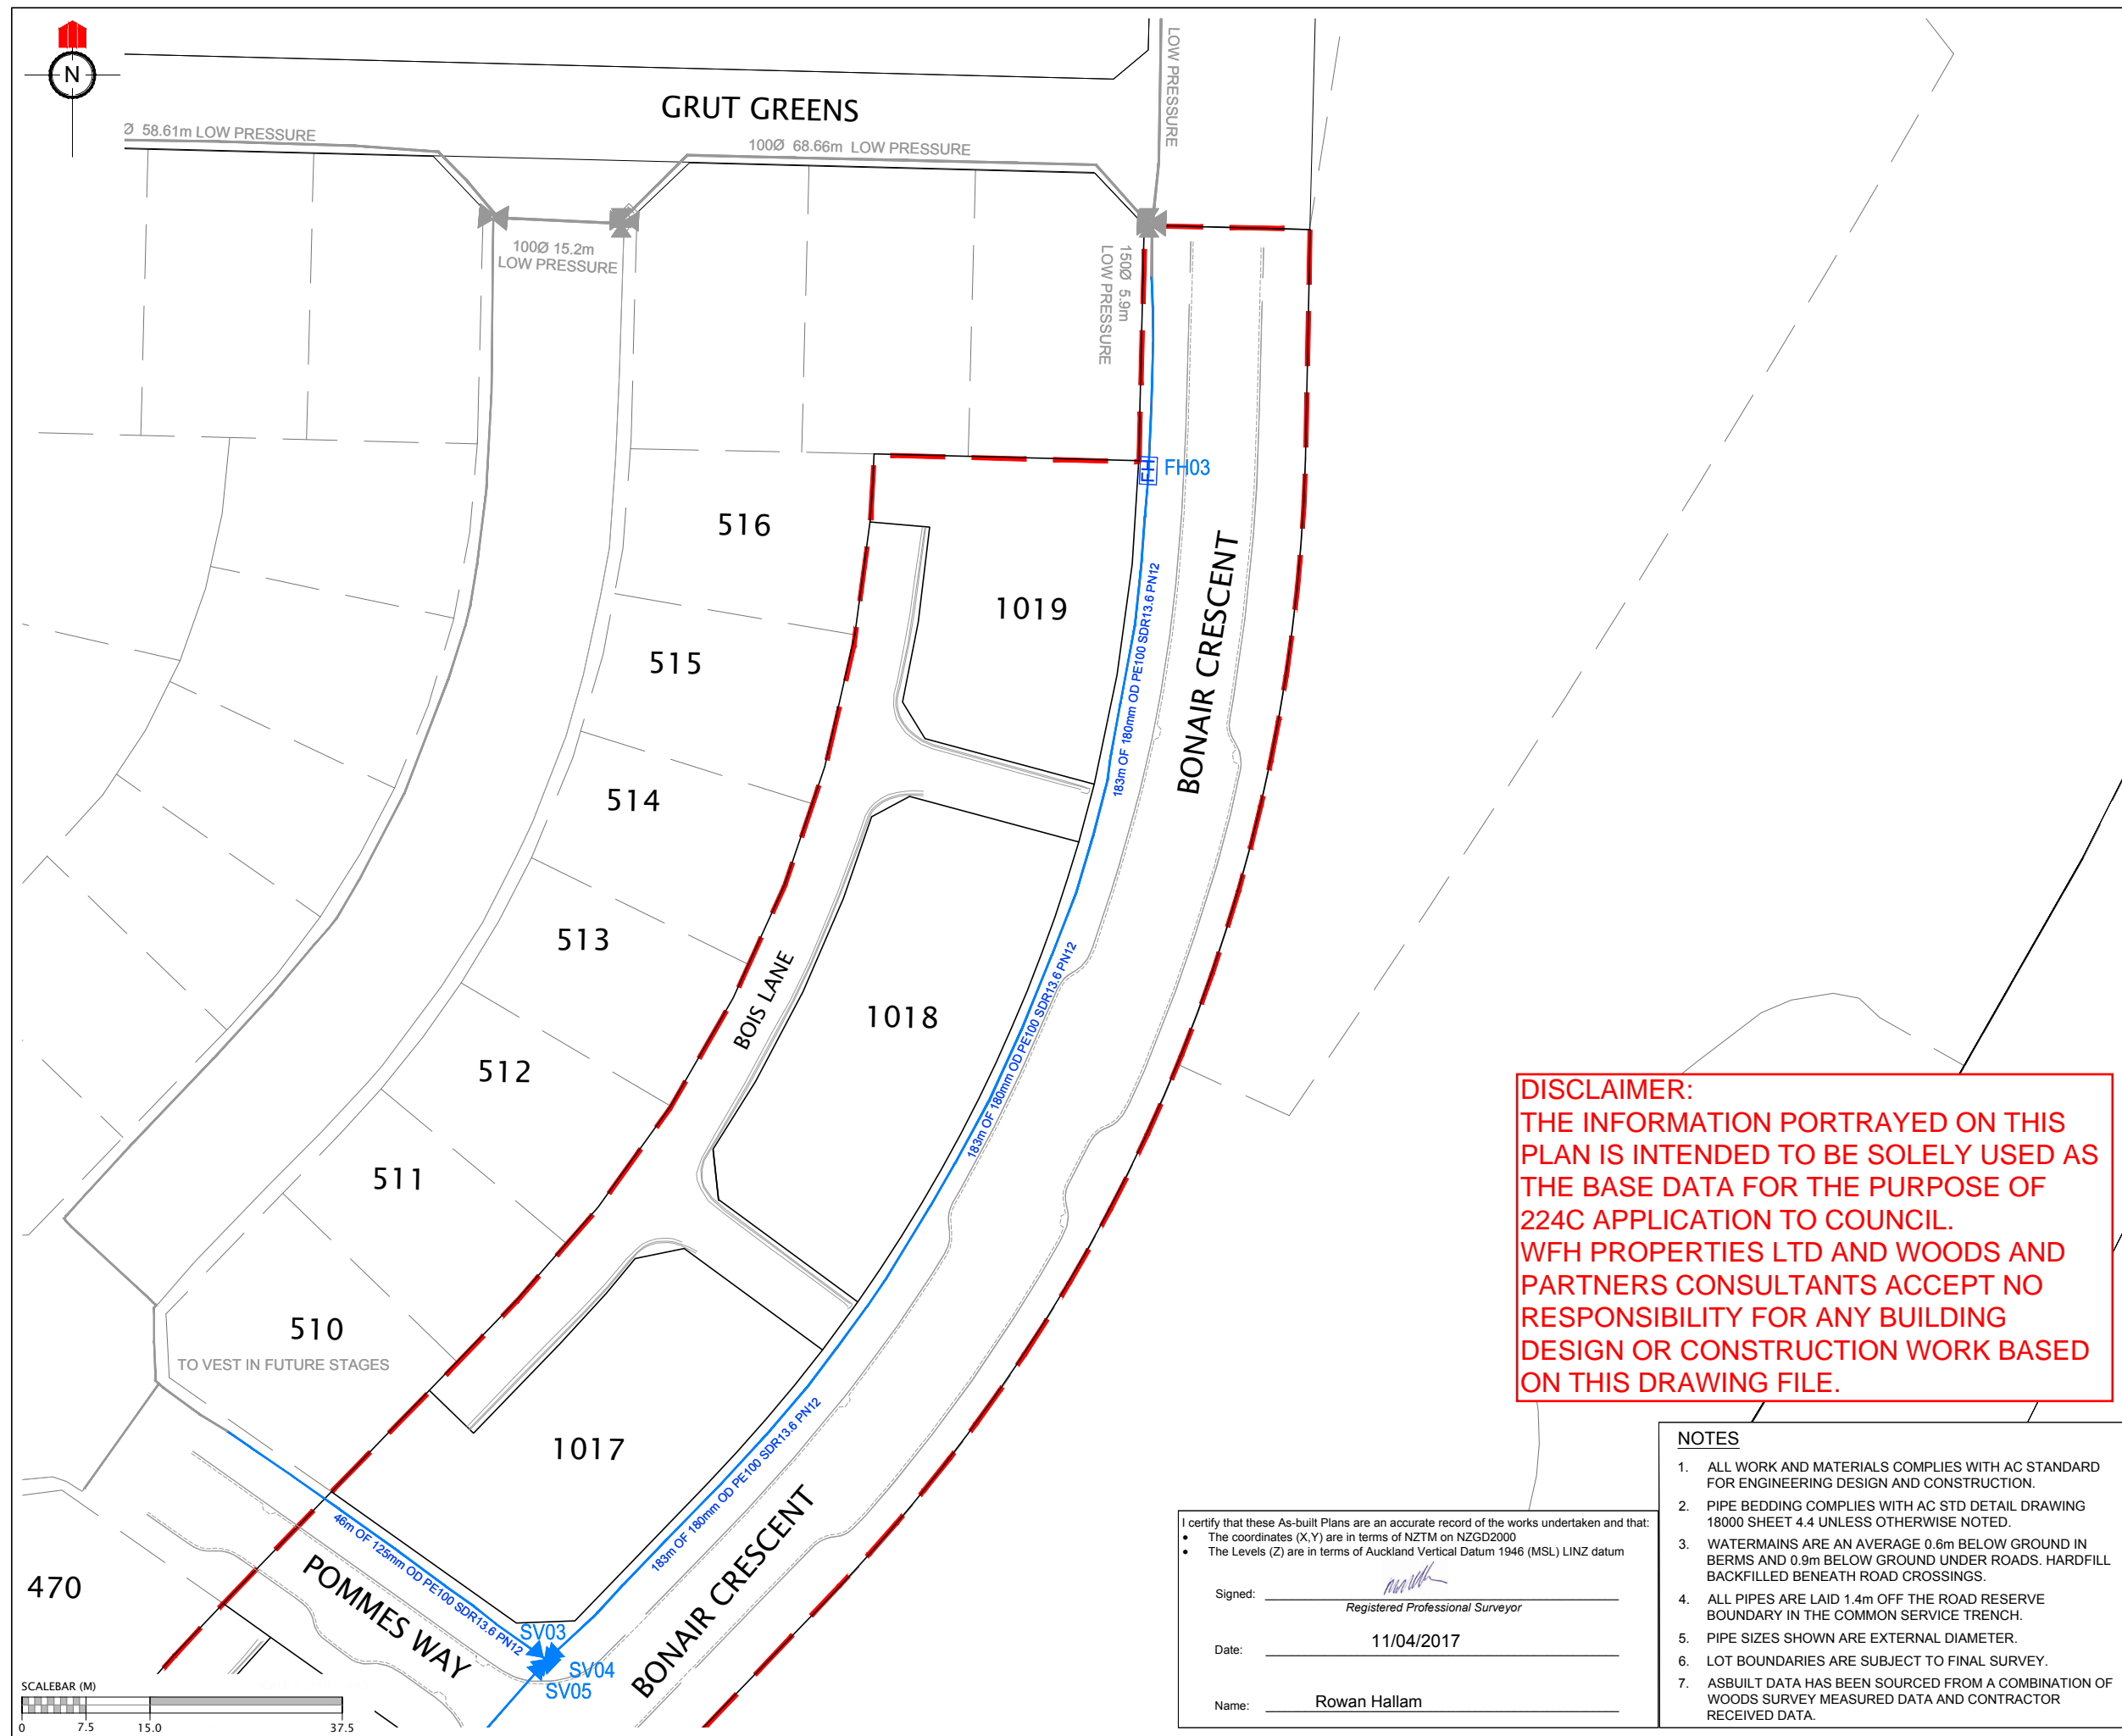 N
GRUT GREENS
LOW PRESSURE
Ø 58.61m LOW PRESSURE
100Ø 68.66m LOW PRESSURE
100Ø 15.2m
LOW PRESSURE
150Ø 5.9m
LOW PRESSURE
FH
FH03
516
1019
515
514
513
512
511
510
TO VEST IN FUTURE STAGES
1018
1017
470
BOIS LANE
BONAIR CRESCENT
183m OF 180mm OD PE100 SDR13.6 PN12
183m OF 180mm OD PE100 SDR13.6 PN12
183m OF 180mm OD PE100 SDR13.6 PN12
46m OF 125mm OD PE100 SDR13.6 PN12
POMMES WAY
BONAIR CRESCENT
SV03
SV04
SV05
SCALEBAR (M)
0 7.5 15.0 37.5
DISCLAIMER:
THE INFORMATION PORTRAYED ON THIS
PLAN IS INTENDED TO BE SOLELY USED AS
THE BASE DATA FOR THE PURPOSE OF
224C APPLICATION TO COUNCIL.
WFH PROPERTIES LTD AND WOODS AND
PARTNERS CONSULTANTS ACCEPT NO
RESPONSIBILITY FOR ANY BUILDING
DESIGN OR CONSTRUCTION WORK BASED
ON THIS DRAWING FILE.
I certify that these As-built Plans are an accurate record of the works undertaken and that:
• The coordinates (X,Y) are in terms of NZTM on NZGD2000
• The Levels (Z) are in terms of Auckland Vertical Datum 1946 (MSL) LINZ datum
Signed:
Registered Professional Surveyor
Date: 11/04/2017
Name: Rowan Hallam
NOTES
1. ALL WORK AND MATERIALS COMPLIES WITH AC STANDARD
FOR ENGINEERING DESIGN AND CONSTRUCTION.
2. PIPE BEDDING COMPLIES WITH AC STD DETAIL DRAWING
18000 SHEET 4.4 UNLESS OTHERWISE NOTED.
3. WATERMAINS ARE AN AVERAGE 0.6m BELOW GROUND IN
BERMS AND 0.9m BELOW GROUND UNDER ROADS. HARDFILL
BACKFILLED BENEATH ROAD CROSSINGS.
4. ALL PIPES ARE LAID 1.4m OFF THE ROAD RESERVE
BOUNDARY IN THE COMMON SERVICE TRENCH.
5. PIPE SIZES SHOWN ARE EXTERNAL DIAMETER.
6. LOT BOUNDARIES ARE SUBJECT TO FINAL SURVEY.
7. ASBUILT DATA HAS BEEN SOURCED FROM A COMBINATION OF
WOODS SURVEY MEASURED DATA AND CONTRACTOR
RECEIVED DATA.